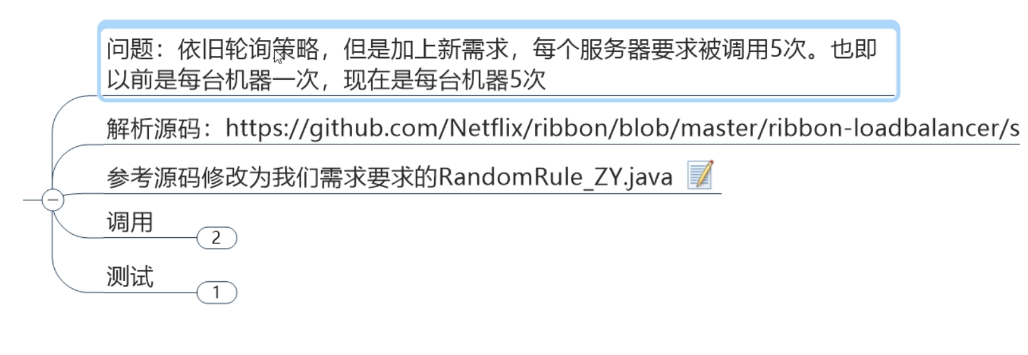 问题：依旧轮询策略，但是加上新需求，每个服务器要求被调用5次。也即
以前是每台机器一次，现在是每台机器5次
解析源码：https://github.com/Netflix/ribbon/blob/master/ribbon-loadbalancer/s
参考源码修改为我们需求要求的RandomRule_ZY.java
调用
2
测试
1